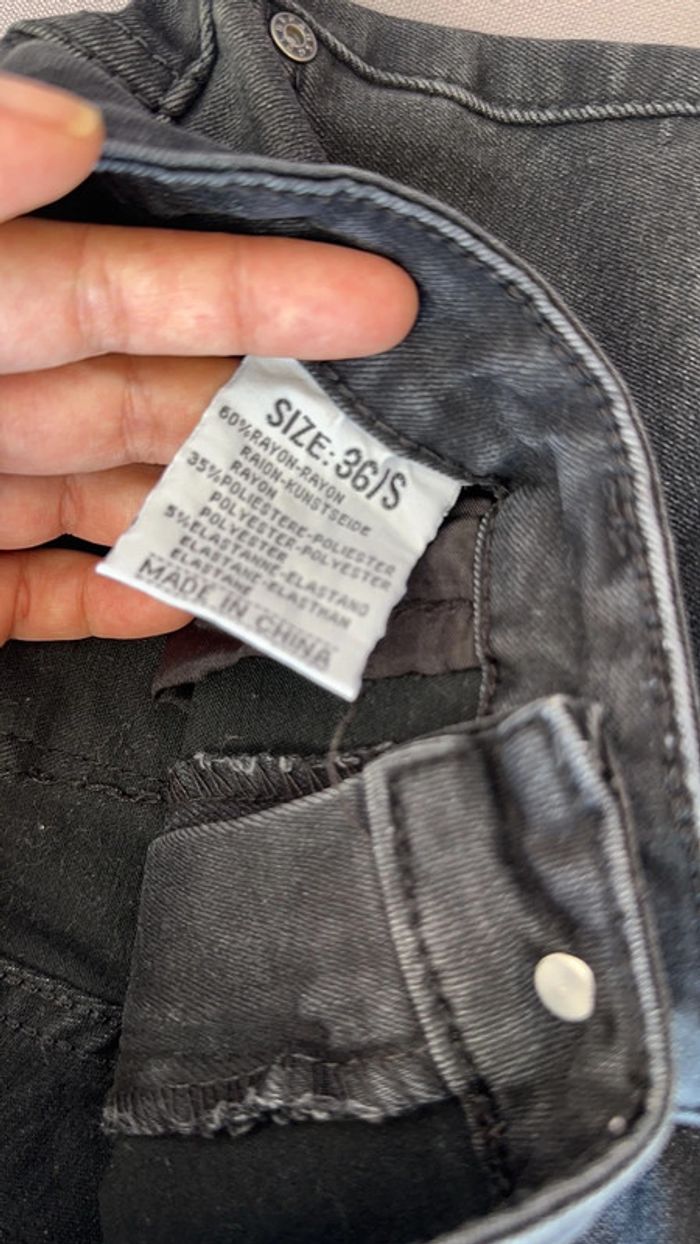 SIZE: 36/S
60%RAYON-RAYON
RAION-KUNSTSEIDE
RAYON
35%POLIESTERE-POLIESTER
POLYESTER-POLYESTER
POLYESTER
5%ELASTANNE-ELASTANO
ELASTANE-ELASTHAN
ELASTANE
MADE IN CHINA